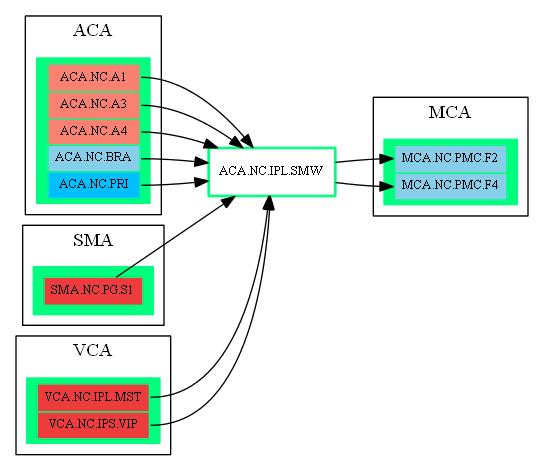 ACA
ACA.NC.A1
ACA.NC.A3
ACA.NC.A4
ACA.NC.BRA
ACA.NC.PRI
ACA.NC.IPL.SMW
MCA
MCA.NC.PMC.F2
MCA.NC.PMC.F4
SMA
SMA.NC.PG.S1
VCA
VCA.NC.IPL.MST
VCA.NC.IPS.VIP